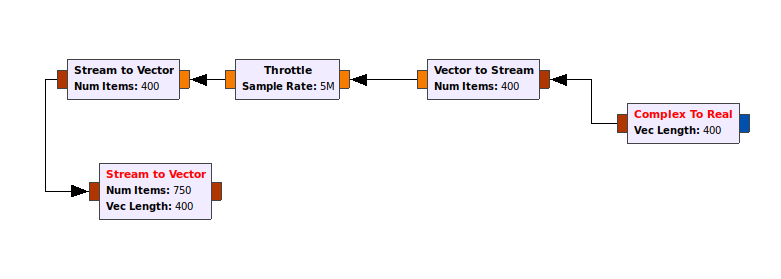 Stream to Vector
Num Items: 400
Throttle
Sample Rate: 5M
Vector to Stream
Num Items: 400
Complex To Real
Vec Length: 400
Stream to Vector
Num Items: 750
Vec Length: 400